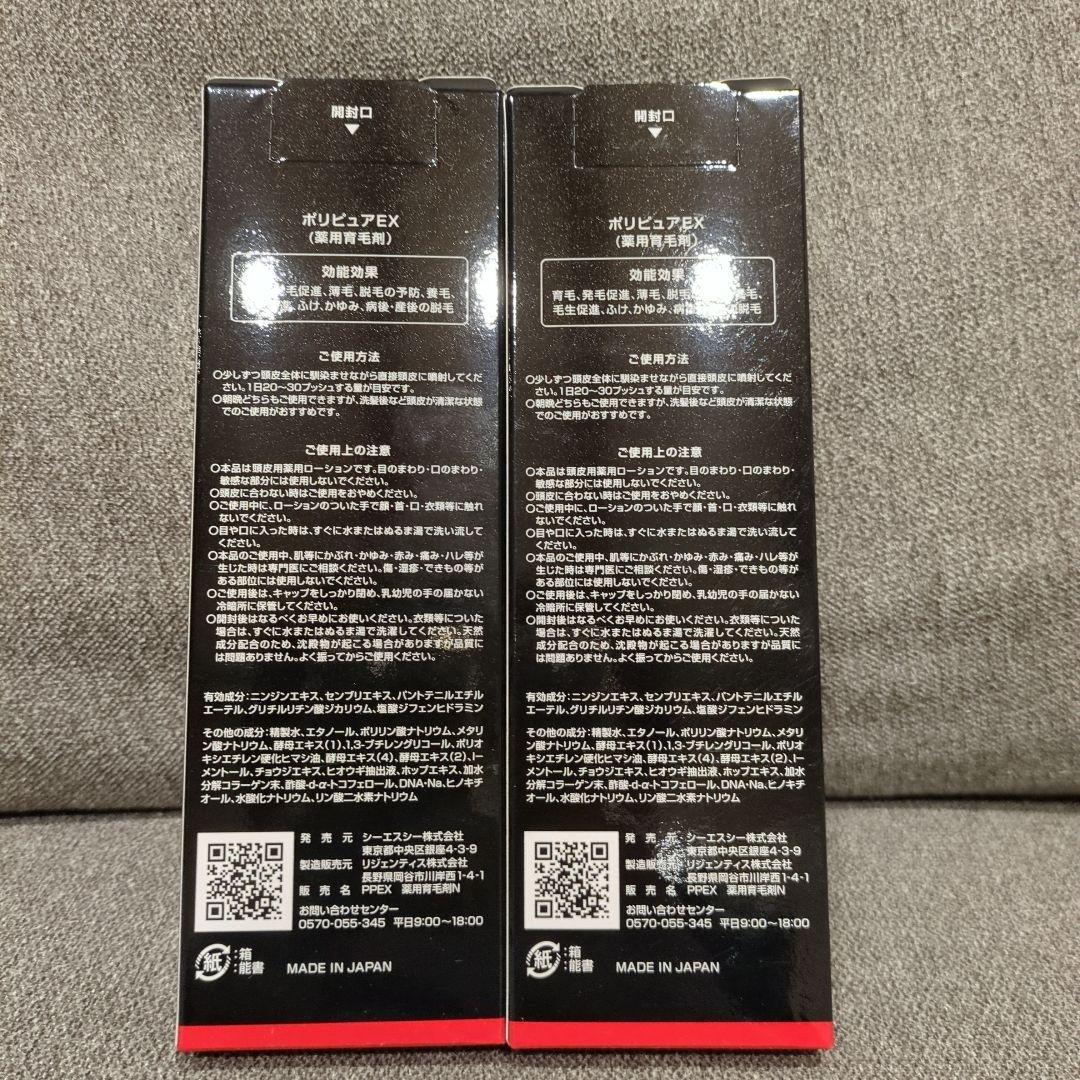 開封口
ポリピュアEX
(薬用育毛剤)
効能効果
毛促進、薄毛、脱毛の予防、養毛、
ふけ、かゆみ、病後・産後の脱毛
ご使用方法
○少しずつ頭皮全体に馴染ませながら直接頭皮に噴射してくだ
さい。1日20〜30プッシュする量が目安です。
○朝晩どちらもご使用できますが、洗髪後など頭皮が清潔な状態
でのご使用がおすすめです。
ご使用上の注意
○本品は頭皮用薬用ローションです。目のまわり・口のまわり・
敏感な部分には使用しないでください。
○頭皮に合わない時はご使用をおやめください。
○ご使用中に、ローションのついた手で顔・首・口・衣類等に触れ
ないでください。
○目や口に入った時は、すぐに水またはぬるま湯で洗い流して
ください。
○本品のご使用中、肌等にかぶれ・かゆみ・赤み・痛み・ハレ等が
生じた時は専門医にご相談ください。傷・湿疹・できもの等が
ある部位には使用しないでください。
○ご使用後は、キャップをしっかり閉め、乳幼児の手の届かない
冷暗所に保管してください。
○開封後はなるべくお早めにお使いください。衣類等についた
場合は、すぐに水またはぬるま湯で洗濯してください。天然
成分配合のため、沈殿物が起こる場合がありますが品質に
は問題ありません。よく振ってからご使用ください。
有効成分:ニンジンエキス、センブリエキス、パントテニルエチル
エーテル、グリチルリチン酸ジカリウム、塩酸ジフェンヒドラミン
その他の成分:精製水、エタノール、ポリリン酸ナトリウム、メタリ
ン酸ナトリウム、酵母エキス(1)、1,3-ブチレングリコール、ポリオ
キシエチレン硬化ヒマシ油、酵母エキス(4)、酵母エキス(2)、l-
メントール、チョウジエキス、ヒオウギ抽出液、ホップエキス、加水
分解コラーゲン末、酢酸-d-α-トコフェロール、DNA-Na、ヒノキチ
オール、水酸化ナトリウム、リン酸二水素ナトリウム
発売元 シーエスシー株式会社
東京都中央区銀座4-3-9
製造販売元 リジェンティス株式会社
長野県岡谷市川岸西1-4-1
販売名 PPEX 薬用育毛剤N
お問い合わせセンター
0570-055-345 平日9:00〜18:00
紙 :箱
:能書
MADE IN JAPAN
開封口
ポリピュアEX
(薬用育毛剤)
効能効果
育毛、発毛促進、薄毛、脱毛 養毛、
毛生促進、ふけ、かゆみ、病 脱毛
ご使用方法
○少しずつ頭皮全体に馴染ませながら直接頭皮に噴射してくだ
さい。1日20〜30プッシュする量が目安です。
○朝晩どちらもご使用できますが、洗髪後など頭皮が清潔な状態
でのご使用がおすすめです。
ご使用上の注意
○本品は頭皮用薬用ローションです。目のまわり・口のまわり・
敏感な部分には使用しないでください。
○頭皮に合わない時はご使用をおやめください。
○ご使用中に、ローションのついた手で顔・首・口・衣類等に触れ
ないでください。
○目や口に入った時は、すぐに水またはぬるま湯で洗い流して
ください。
○本品のご使用中、肌等にかぶれ・かゆみ・赤み・痛み・ハレ等が
生じた時は専門医にご相談ください。傷・湿疹・できもの等が
ある部位には使用しないでください。
○ご使用後は、キャップをしっかり閉め、乳幼児の手の届かない
冷暗所に保管してください。
○開封後はなるべくお早めにお使いください。衣類等についた
場合は、すぐに水またはぬるま湯で洗濯してください。天然
成分配合のため、沈殿物が起こる場合がありますが品質に
は問題ありません。よく振ってからご使用ください。
有効成分:ニンジンエキス、センブリエキス、パントテニルエチル
エーテル、グリチルリチン酸ジカリウム、塩酸ジフェンヒドラミン
その他の成分:精製水、エタノール、ポリリン酸ナトリウム、メタリ
ン酸ナトリウム、酵母エキス(1)、1,3-ブチレングリコール、ポリオ
キシエチレン硬化ヒマシ油、酵母エキス(4)、酵母エキス(2)、l-
メントール、チョウジエキス、ヒオウギ抽出液、ホップエキス、加水
分解コラーゲン末、酢酸-d-α-トコフェロール、DNA-Na、ヒノキチ
オール、水酸化ナトリウム、リン酸二水素ナトリウム
発売元 シーエスシー株式会社
東京都中央区銀座4-3-9
製造販売元 リジェンティス株式会社
長野県岡谷市川岸西1-4-1
販売名 PPEX 薬用育毛剤N
お問い合わせセンター
0570-055-345 平日9:00〜18:00
紙 :箱
:能書
MADE IN JAPAN